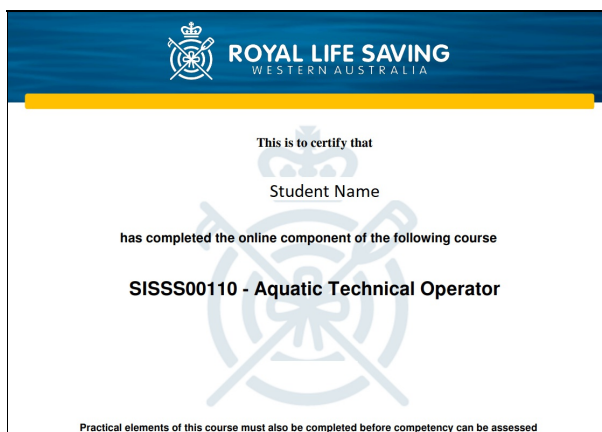 ROYAL LIFE SAVING
WESTERN AUSTRALIA
This is to certify that
Student Name
has completed the online component of the following course
SISSS00110 - Aquatic Technical Operator
Practical elements of this course must also be completed before competency can be assessed